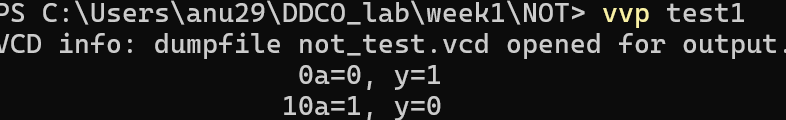 PS C:\Users\anu29\DDCO_lab\week1\NOT> vvp test1
VCD info: dumpfile not_test.vcd opened for output.
0a=0, y=1
10a=1, y=0